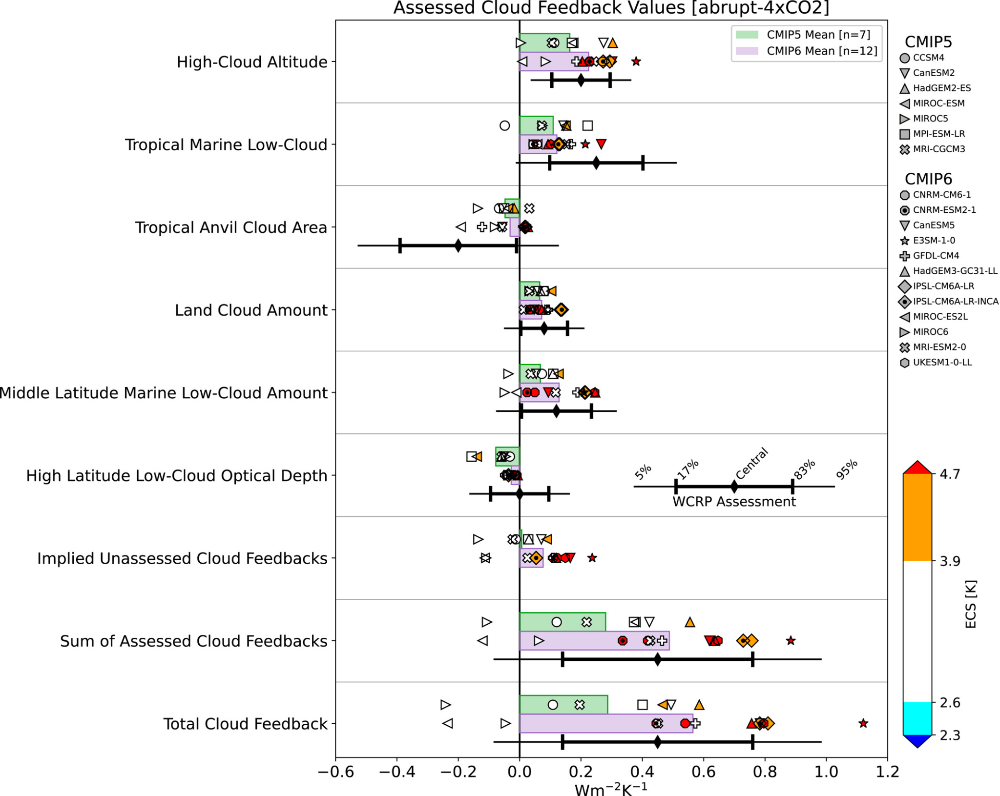 Assessed Cloud Feedback Values [abrupt-4xCO2]
CMIP5 Mean [n=7]
CMIP6 Mean [n=12]
High-Cloud Altitude
Tropical Marine Low-Cloud
Tropical Anvil Cloud Area
Land Cloud Amount
Middle Latitude Marine Low-Cloud Amount
High Latitude Low-Cloud Optical Depth
Implied Unassessed Cloud Feedbacks
Sum of Assessed Cloud Feedbacks
Total Cloud Feedback
5%
17%
Central
83%
95%
WCRP Assessment
−0.6
−0.4
−0.2
0.0
0.2
0.4
0.6
0.8
1.0
1.2
Wm⁻²K⁻¹
CMIP5
CCSM4
CanESM2
HadGEM2-ES
MIROC-ESM
MIROC5
MPI-ESM-LR
MRI-CGCM3
CMIP6
CNRM-CM6-1
CNRM-ESM2-1
CanESM5
E3SM-1-0
GFDL-CM4
HadGEM3-GC31-LL
IPSL-CM6A-LR
IPSL-CM6A-LR-INCA
MIROC-ES2L
MIROC6
MRI-ESM2-0
UKESM1-0-LL
4.7
3.9
2.6
2.3
ECS [K]